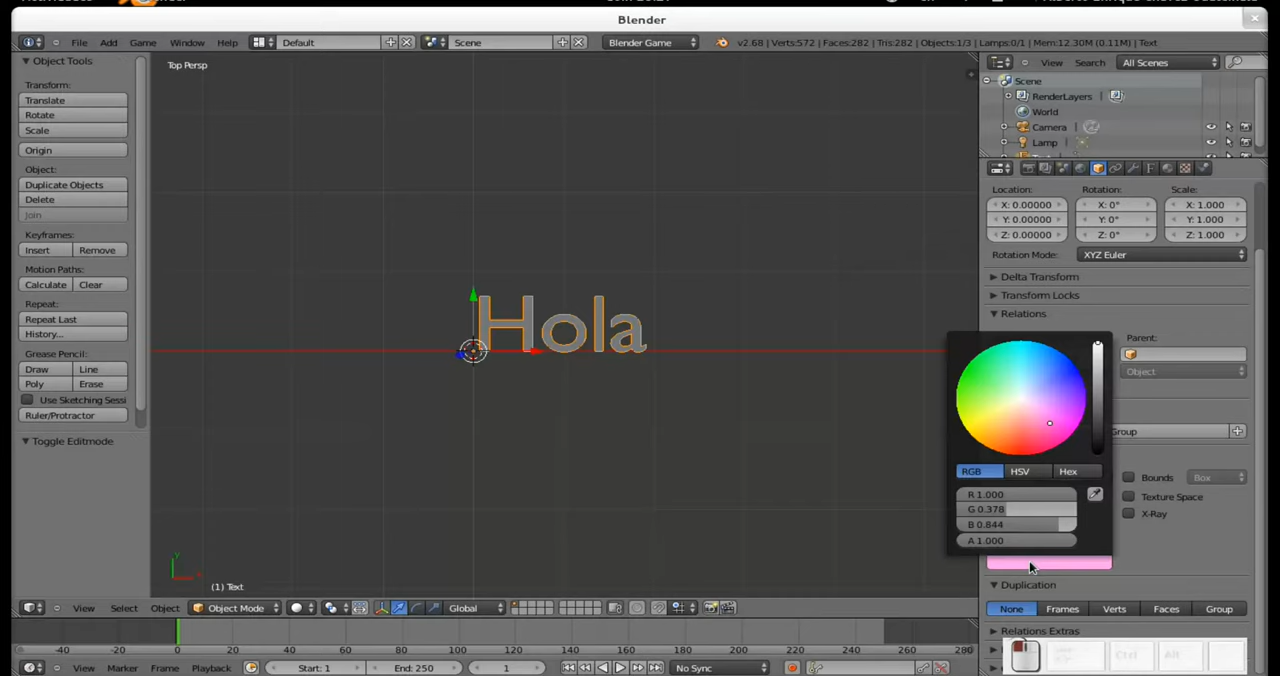 Blender
File Add Game Window Help Default Scene Blender Game v2.68 | Verts:572 | Faces:282 | Tris:282 | Objects:1/3 | Lamps:0/1 | Mem:12.30M (0.11M) | Text
Object Tools
Transform:
Translate
Rotate
Scale
Origin
Object:
Duplicate Objects
Delete
Join
Keyframes:
Insert Remove
Motion Paths:
Calculate Clear
Repeat:
Repeat Last
History...
Grease Pencil:
Draw Line
Poly Erase
Use Sketching Sessi
Ruler/Protractor
Toggle Editmode
Top Persp
Hola
(1) Text
View Select Object Object Mode Global
-40 -20 0 20 40 60 80 100 120 140 160 180 200 220 240 260 280
View Marker Frame Playback Start: 1 End: 250 1 No Sync
View Search All Scenes
Scene
RenderLayers
World
Camera
Lamp
Location: Rotation: Scale:
X: 0.00000 X: 0° X: 1.000
Y: 0.00000 Y: 0° Y: 1.000
Z: 0.00000 Z: 0° Z: 1.000
Rotation Mode: XYZ Euler
Delta Transform
Transform Locks
Relations
Parent:
Object
Group
RGB HSV Hex
R 1.000
G 0.378
B 0.844
A 1.000
Bounds Box
Texture Space
X-Ray
Duplication
None Frames Verts Faces Group
Relations Extras
Ctrl Alt